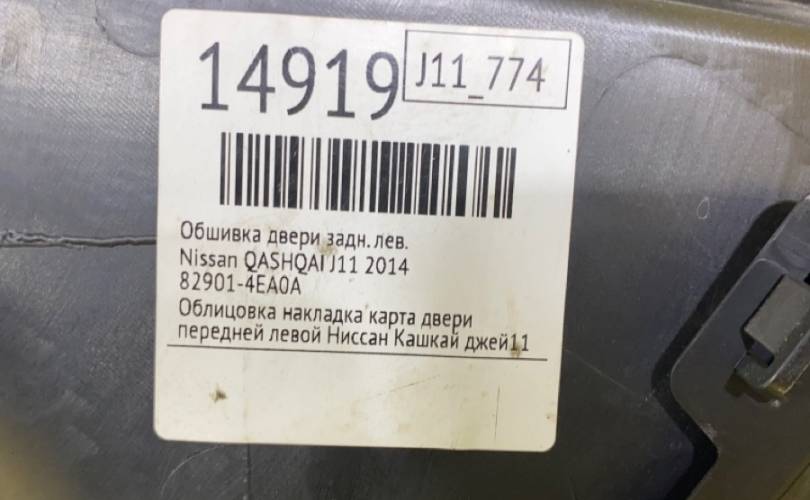 14919
J11_774
Обшивка двери задн. лев.
Nissan QASHQAI J11 2014
82901-4EA0A
Облицовка накладка карта двери
передней левой Ниссан Кашкай джей11